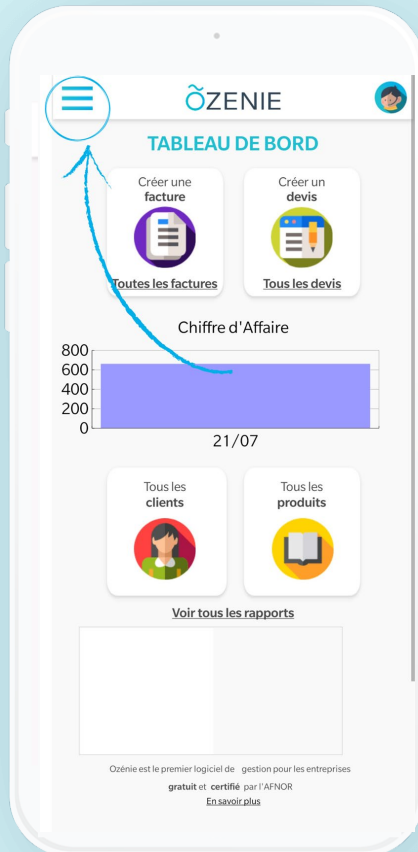 ÕZENIE
TABLEAU DE BORD
Créer une
facture
Toutes les factures
Créer un
devis
Tous les devis
Chiffre d'Affaire
800
600
400
200
0
21/07
Tous les
clients
Tous les
produits
Voir tous les rapports
Ozénie est le premier logiciel de gestion pour les entreprises
gratuit et certifié par l'AFNOR
En savoir plus